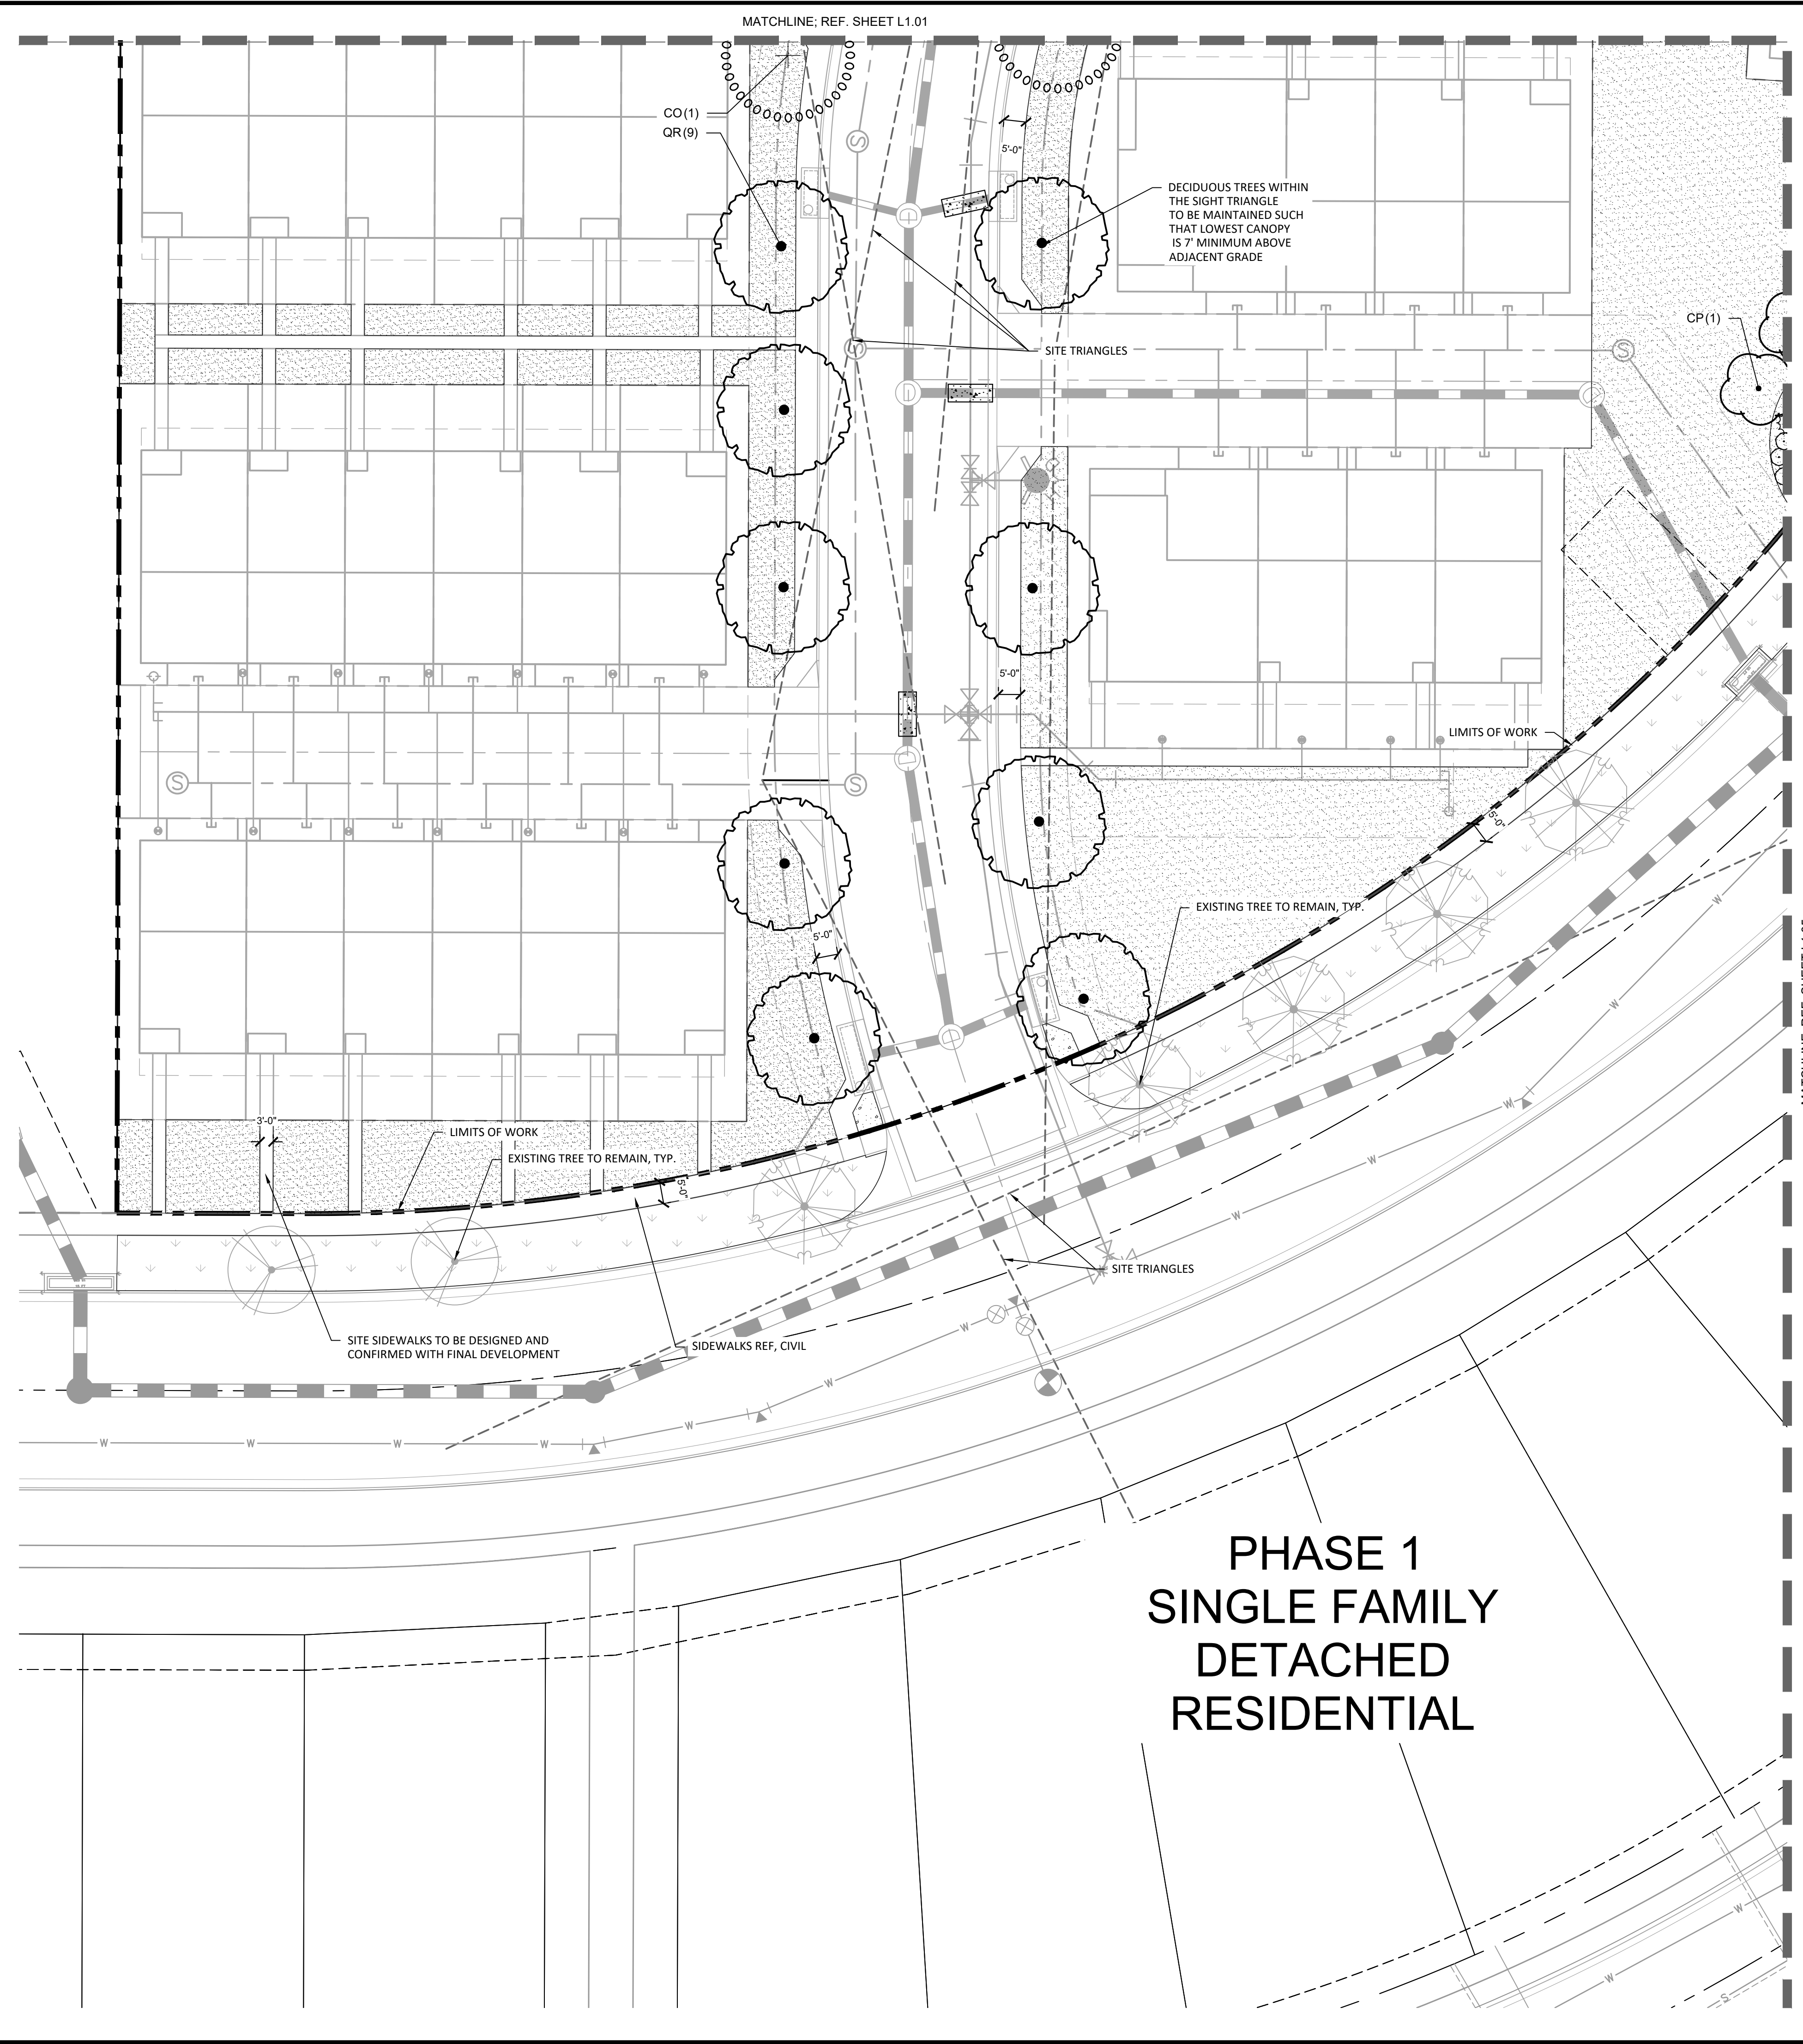 MATCHLINE; REF. SHEET L1.01
CO(1)
QR(9)
5'-0"
DECIDUOUS TREES WITHIN
THE SIGHT TRIANGLE
TO BE MAINTAINED SUCH
THAT LOWEST CANOPY
IS 7' MINIMUM ABOVE
ADJACENT GRADE
S
D
CP(1)
SITE TRIANGLES
S
S
D
D
5'-0"
LIMITS OF WORK
D
S
S
5'-0"
EXISTING TREE TO REMAIN, TYP.
W
5'-0"
W
D
W
3'-0"
LIMITS OF WORK
EXISTING TREE TO REMAIN, TYP.
W
5'-0"
W
SITE TRIANGLES
W
SITE SIDEWALKS TO BE DESIGNED AND
CONFIRMED WITH FINAL DEVELOPMENT
SIDEWALKS REF, CIVIL
W
W
W
W
W
W
PHASE 1
SINGLE FAMILY
DETACHED
RESIDENTIAL
W
W
S